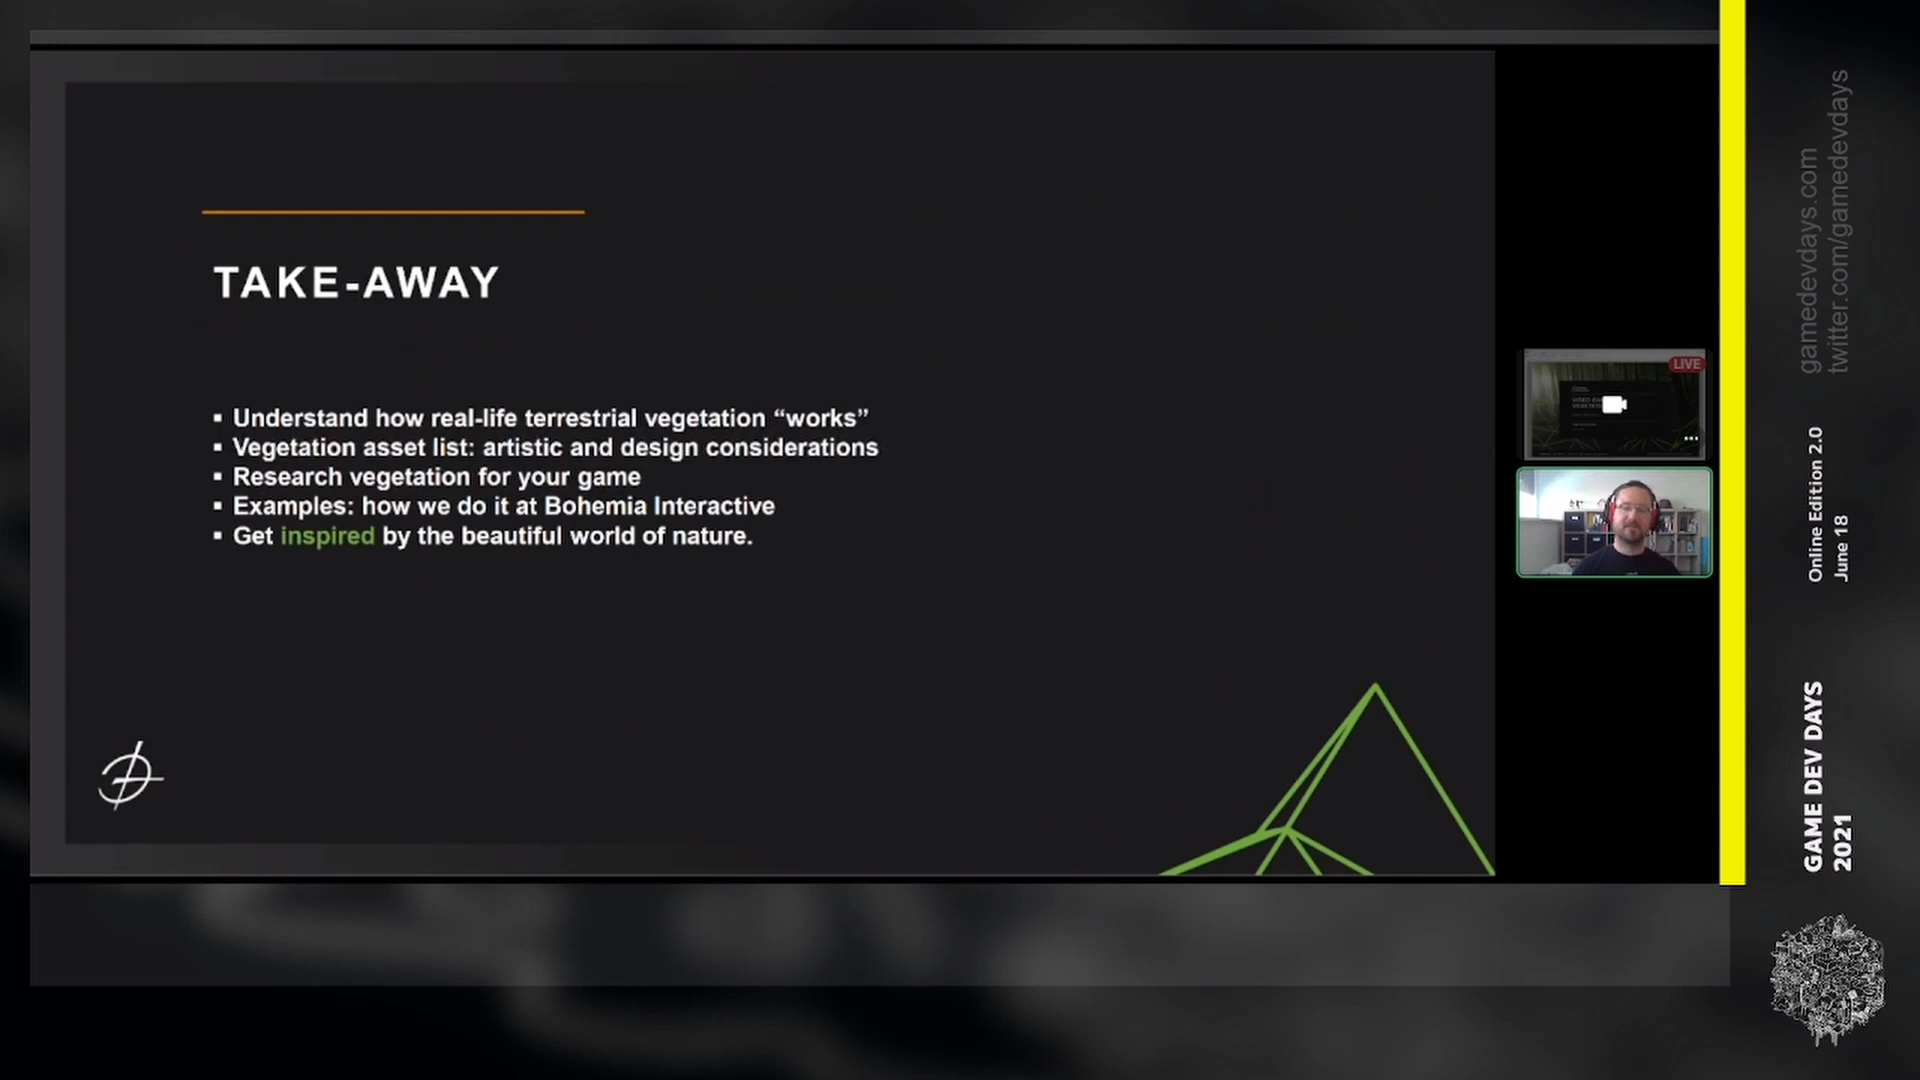 TAKE-AWAY
▪ Understand how real-life terrestrial vegetation “works”
▪ Vegetation asset list: artistic and design considerations
▪ Research vegetation for your game
▪ Examples: how we do it at Bohemia Interactive
▪ Get inspired by the beautiful world of nature.
LIVE
gamedevdays.com
twitter.com/gamedevdays
Online Edition 2.0
June 18
GAME DEV DAYS
2021